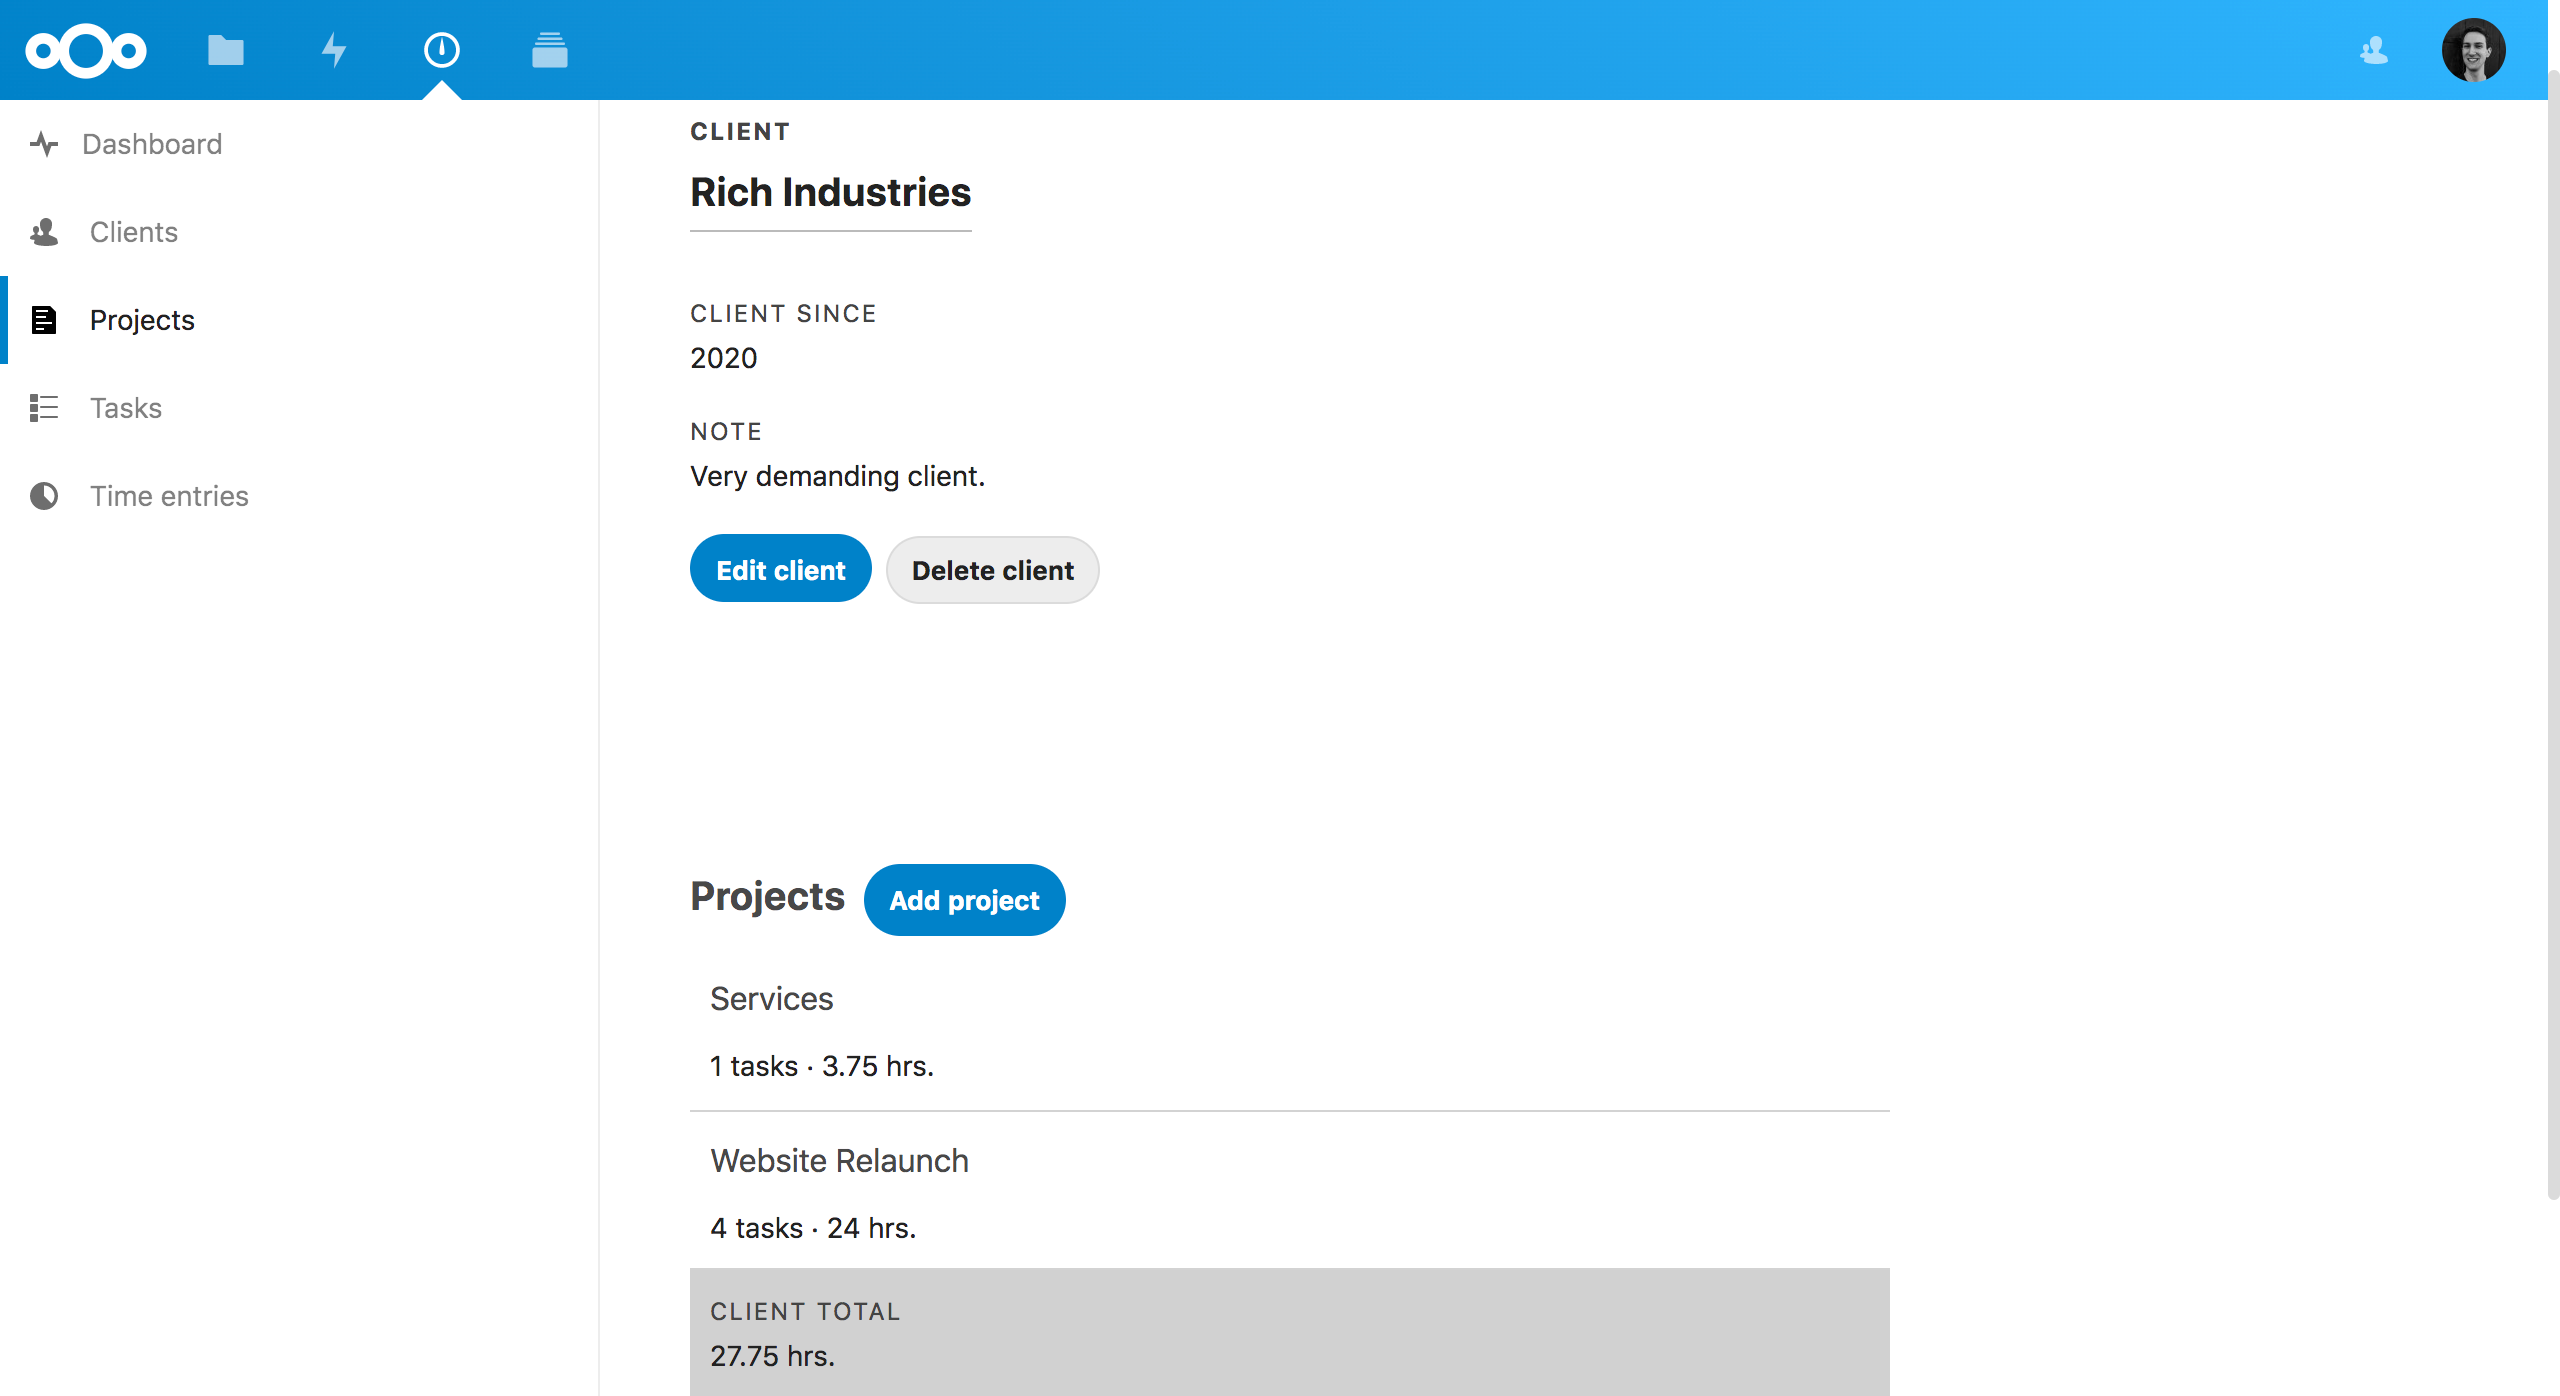 Dashboard
Clients
Projects
Tasks
Time entries
CLIENT
Rich Industries
CLIENT SINCE
2020
NOTE
Very demanding client.
Edit client
Delete client
Projects
Add project
Services
1 tasks · 3.75 hrs.
Website Relaunch
4 tasks · 24 hrs.
CLIENT TOTAL
27.75 hrs.